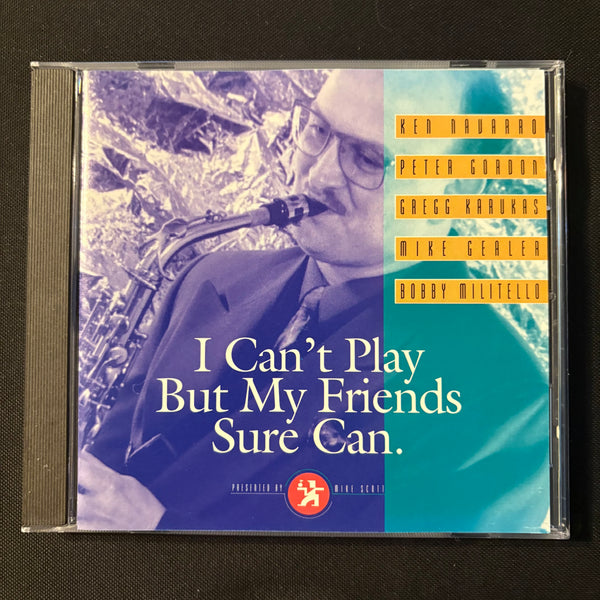 KEN NAVARRO
PETER GORDON
GREGG KARUKAS
MIKE GEALER
BOBBY MILITELLO
I Can't Play
But My Friends
Sure Can.
PRESENTED BY MIKE SCOTT